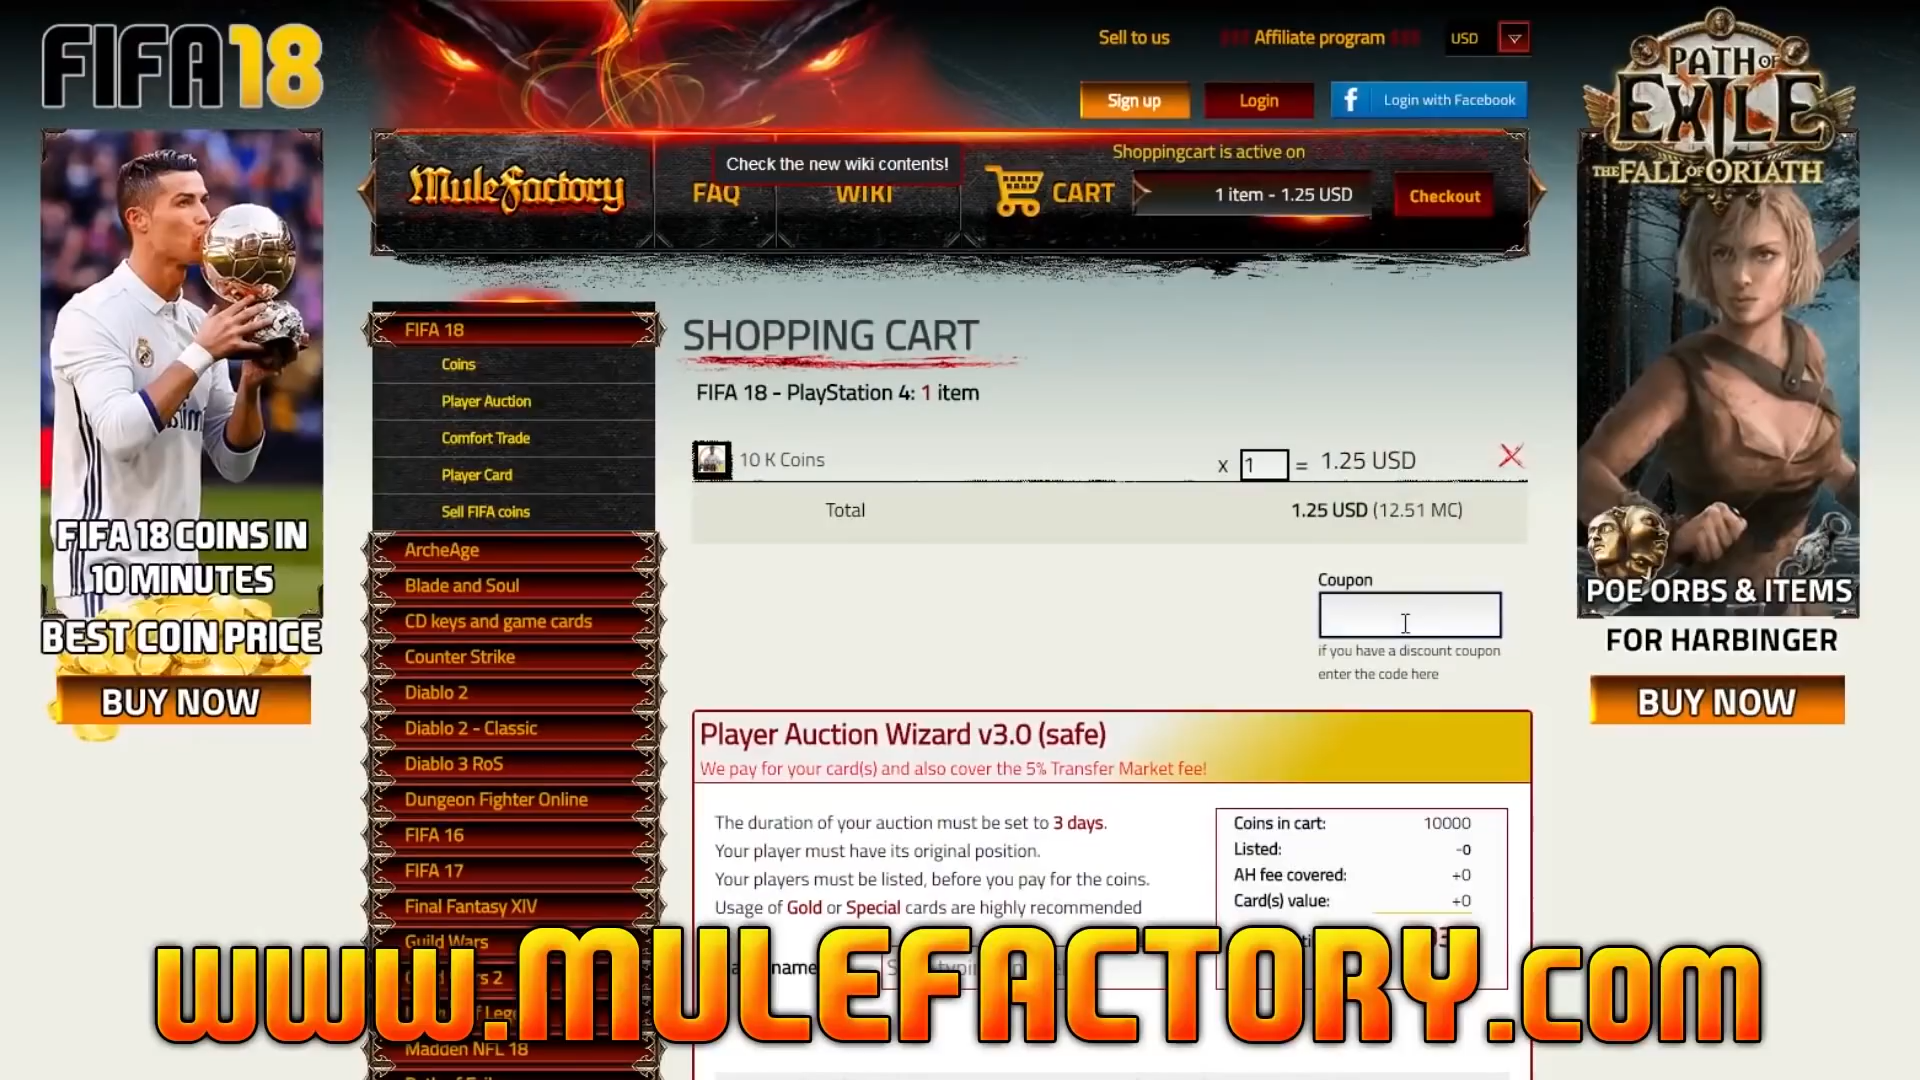 FIFA 18
Sell to us
Affiliate program
USD
Sign up
Login
f Login with Facebook
PATH OF
EXILE
THE FALL OF ORIATH
MuleFactory
FAQ
Check the new wiki contents!
WIKI
CART
Shoppingcart is active on
1 item - 1.25 USD
Checkout
FIFA 18
Coins
Player Auction
Comfort Trade
Player Card
Sell FIFA coins
ArcheAge
Blade and Soul
CD keys and game cards
Counter Strike
Diablo 2
Diablo 2 - Classic
Diablo 3 RoS
Dungeon Fighter Online
FIFA 16
FIFA 17
Final Fantasy XIV
Guild Wars
Madden NFL 18
SHOPPING CART
FIFA 18 - PlayStation 4: 1 item
10 K Coins
x 1 = 1.25 USD
Total
1.25 USD (12.51 MC)
Coupon
if you have a discount coupon
enter the code here
Player Auction Wizard v3.0 (safe)
We pay for your card(s) and also cover the 5% Transfer Market fee!
The duration of your auction must be set to 3 days.
Your player must have its original position.
Your players must be listed, before you pay for the coins.
Usage of Gold or Special cards are highly recommended
Coins in cart: 10000
Listed: -0
AH fee covered: +0
Card(s) value: +0
name
FIFA 18 COINS IN
10 MINUTES
BEST COIN PRICE
BUY NOW
POE ORBS & ITEMS
FOR HARBINGER
BUY NOW
www.MULEFACTORY.com